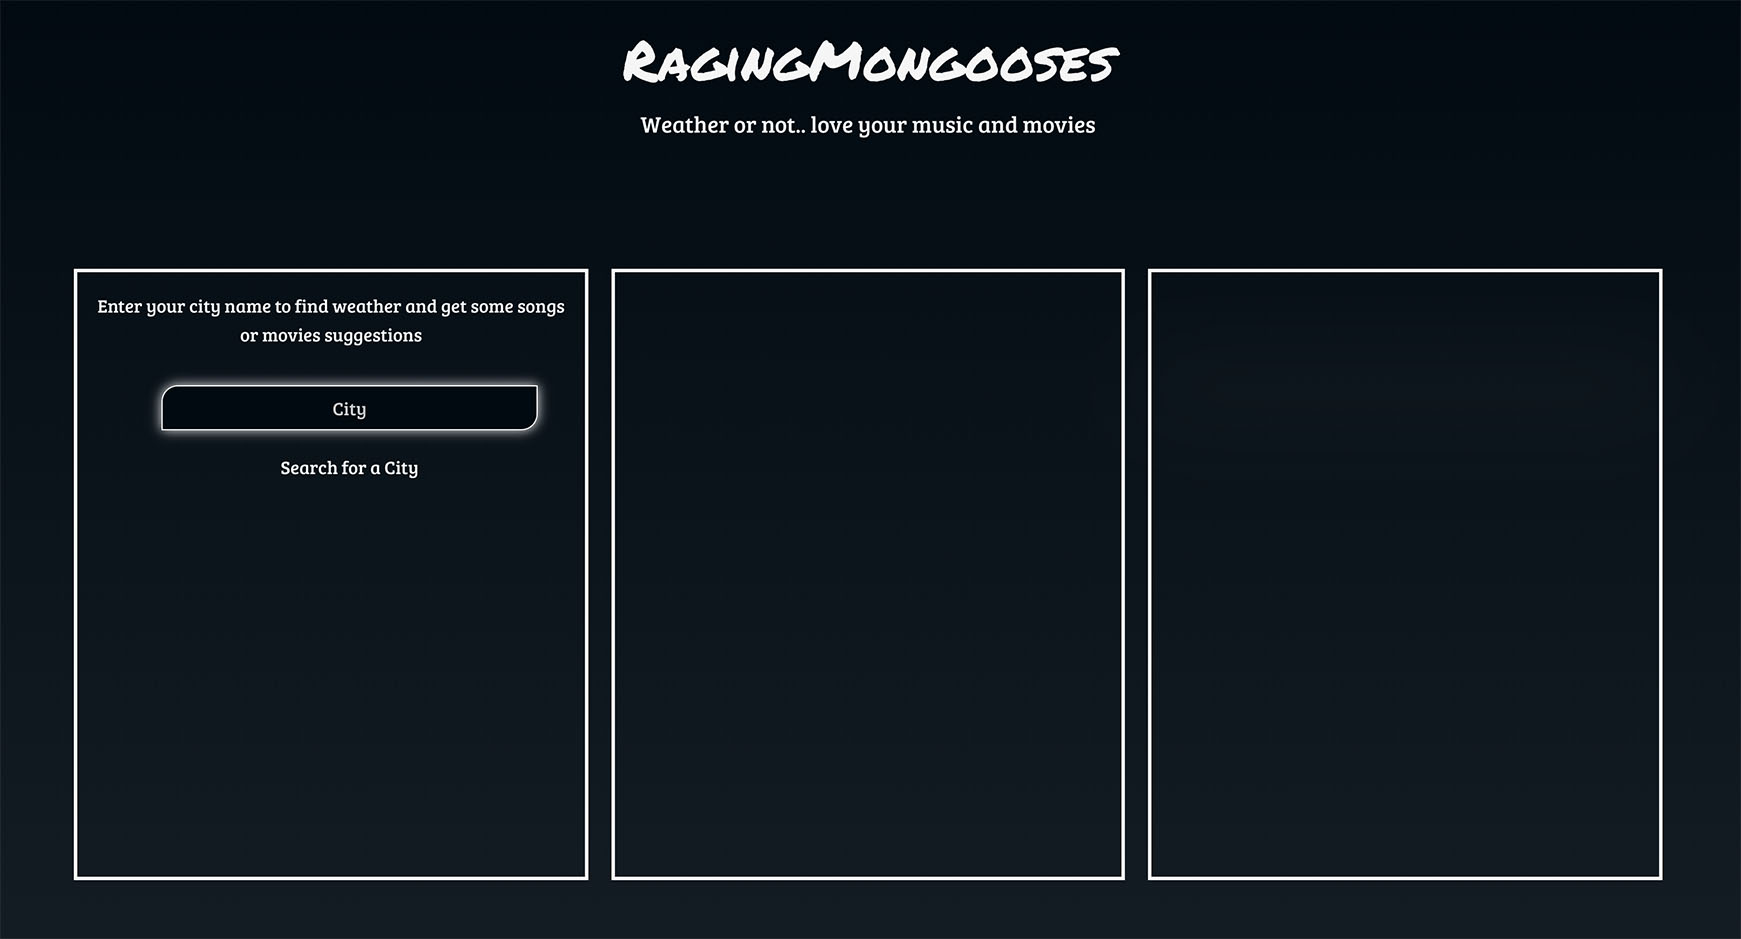 RagingMongooses
Weather or not.. love your music and movies
Enter your city name to find weather and get some songs
or movies suggestions
City
Search for a City